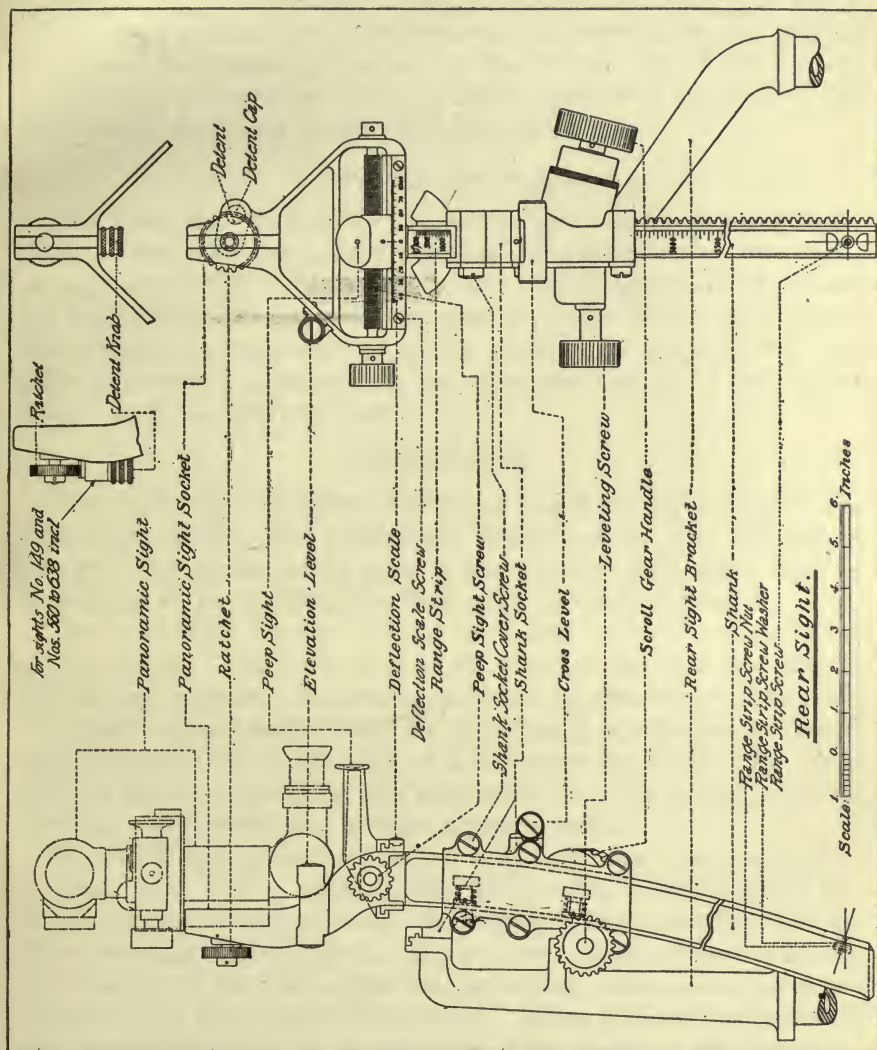 Detent
Detent Cap
Ratchet
Detent Knob
for sights No. 149 and
Nos. 560 to 638 incl
Panoramic Sight
Panoramic Sight Socket
Ratchet
Peep Sight
Elevation Level
Deflection Scale
Deflection Scale Screw
Range Strip
Peep Sight Screw
Shank Socket Cover Screw
Shank Socket
Cross Level
Leveling Screw
Scroll Gear Handle
Rear Sight Bracket
Shank
Range Strip Screw Nut
Range Strip Screw Washer
Range Strip Screw
Rear Sight.
Scale: 1. 0. 1. 2 3. 4. 5. 6. Inches